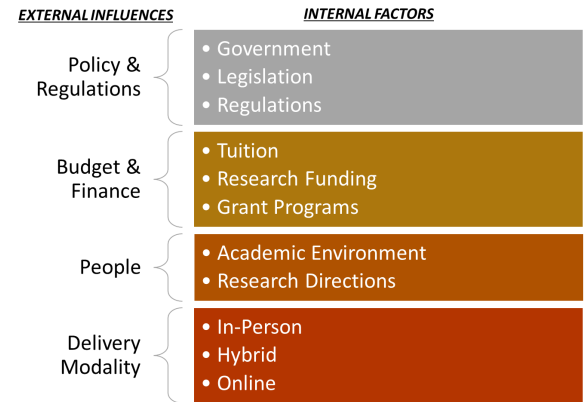 EXTERNAL INFLUENCES
INTERNAL FACTORS
Policy &
Regulations
• Government
• Legislation
• Regulations
Budget &
Finance
• Tuition
• Research Funding
• Grant Programs
People
• Academic Environment
• Research Directions
Delivery
Modality
• In-Person
• Hybrid
• Online